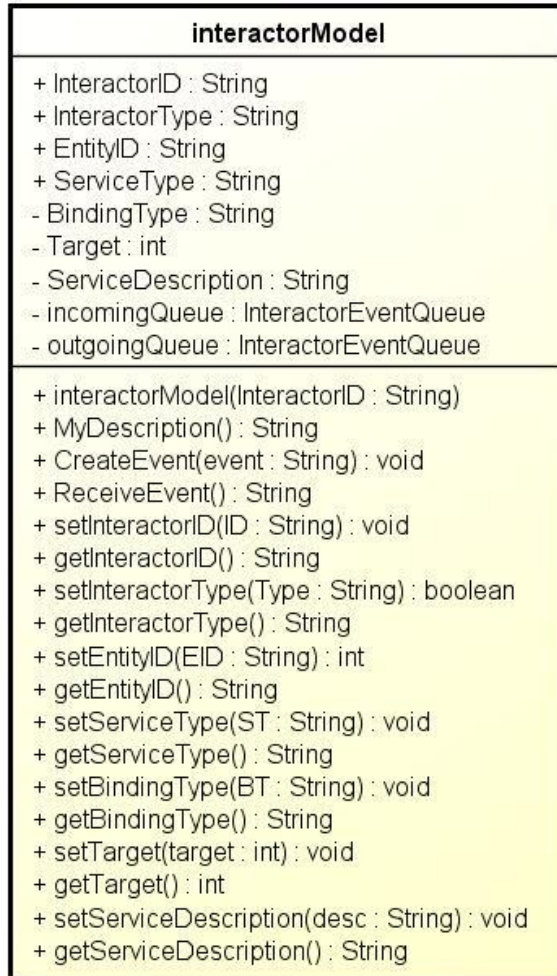 interactorModel
+ InteractorID : String
+ InteractorType : String
+ EntityID : String
+ ServiceType : String
- BindingType : String
- Target : int
- ServiceDescription : String
- incomingQueue : InteractorEventQueue
- outgoingQueue : InteractorEventQueue
+ interactorModel(InteractorID : String)
+ MyDescription() : String
+ CreateEvent(event : String) : void
+ ReceiveEvent() : String
+ setInteractorID(ID : String) : void
+ getInteractorID() : String
+ setInteractorType(Type : String) : boolean
+ getInteractorType() : String
+ setEntityID(EID : String) : int
+ getEntityID() : String
+ setServiceType(ST : String) : void
+ getServiceType() : String
+ setBindingType(BT : String) : void
+ getBindingType() : String
+ setTarget(target : int) : void
+ getTarget() : int
+ setServiceDescription(desc : String) : void
+ getServiceDescription() : String